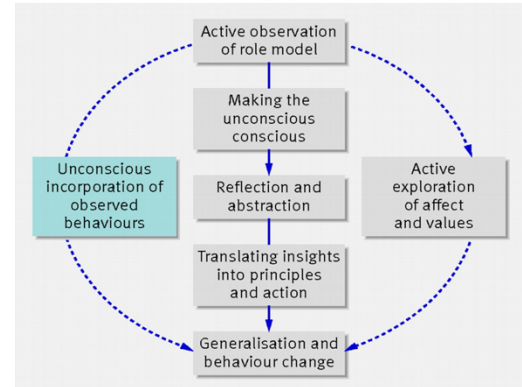 Active observation
of role model
Making the
unconscious
conscious
Unconscious
incorporation of
observed
behaviours
Reflection and
abstraction
Active
exploration
of affect
and values
Translating insights
into principles
and action
Generalisation and
behaviour change